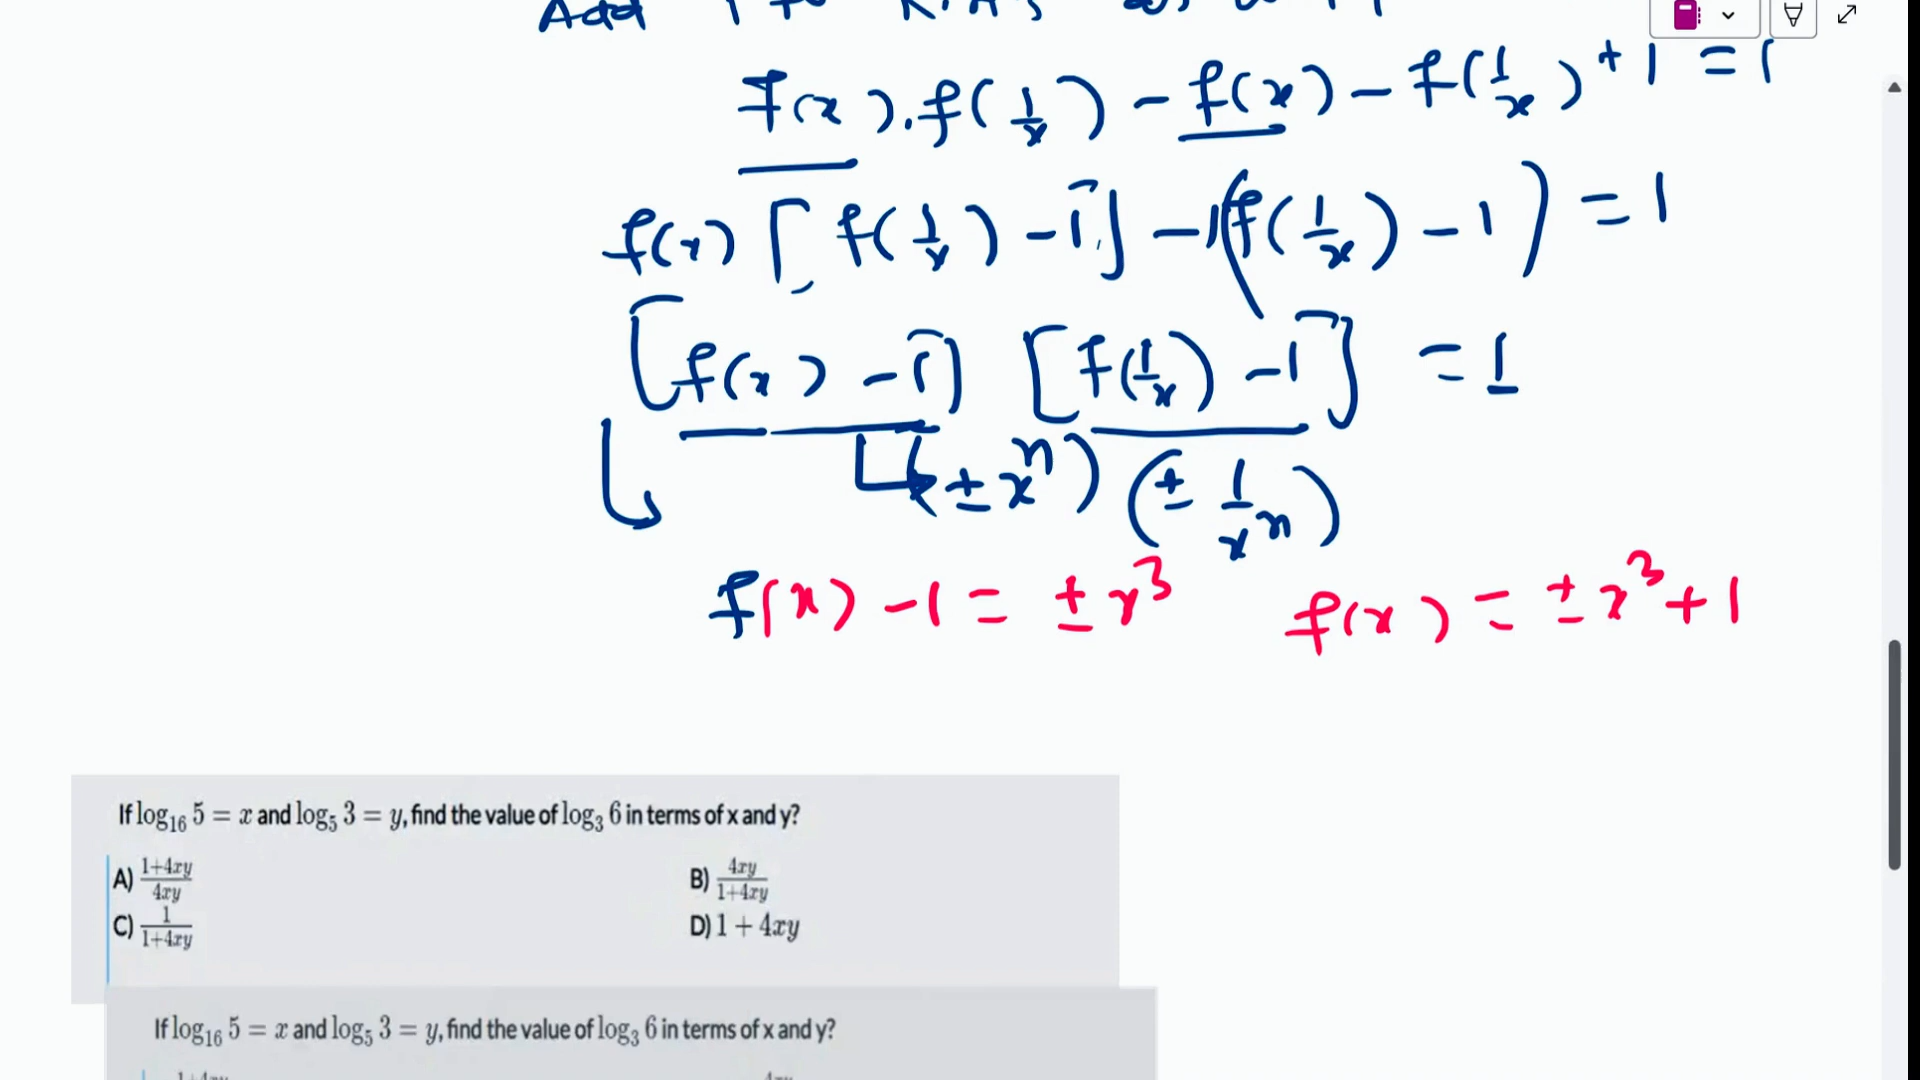 Add 1 to
f(x).f(1/x) - f(x) - f(1/x) + 1 = 1
f(x) [f(1/x) - 1] - 1(f(1/x) - 1) = 1
[f(x) - 1] [f(1/x) - 1] = 1
(± x^n) (± 1/x^n)
f(x) - 1 = ± x^3 f(x) = ± x^3 + 1
If log_16 5 = x and log_5 3 = y, find the value of log_3 6 in terms of x and y?
A) 1+4xy/4xy B) 4xy/1+4xy
C) 1/1+4xy D) 1 + 4xy
If log_16 5 = x and log_5 3 = y, find the value of log_3 6 in terms of x and y?